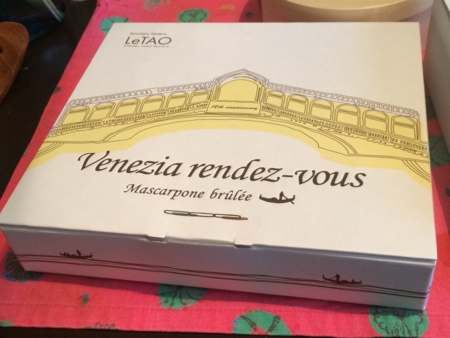 LeTAO
Venezia rendez-vous
Mascarpone brûlée